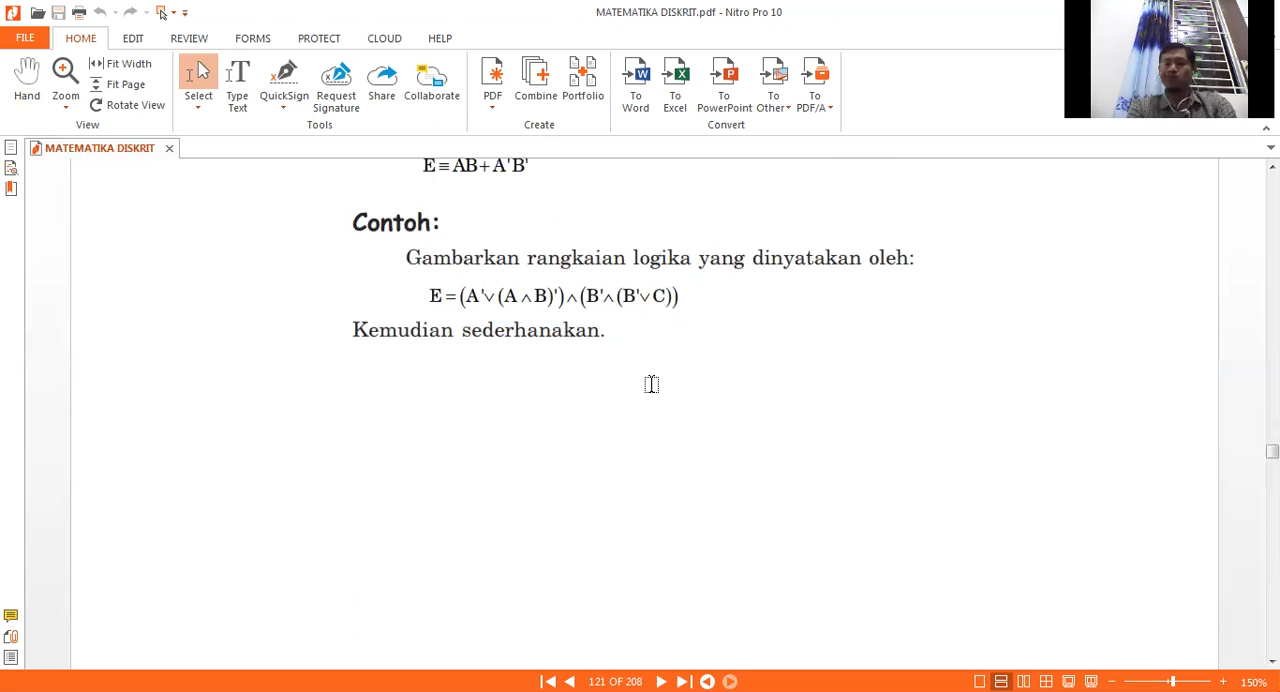 MATEMATIKA DISKRIT.pdf - Nitro Pro 10
FILE HOME EDIT REVIEW FORMS PROTECT CLOUD HELP
Hand
Zoom
Fit Width
Fit Page
Rotate View
View
Select
Type Text
QuickSign
Request Signature
Share
Collaborate
Tools
PDF
Combine
Portfolio
Create
To Word
To Excel
To PowerPoint
To Other
To PDF/A
Convert
MATEMATIKA DISKRIT
E≡AB+A'B'
Contoh:
Gambarkan rangkaian logika yang dinyatakan oleh:
E=(A'∨(A∧B)')∧(B'∧(B'∨C))
Kemudian sederhanakan.
121 OF 208
150%